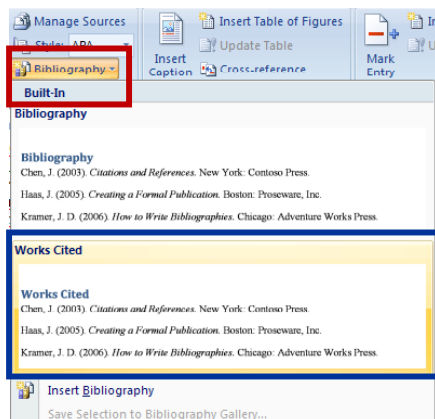 Manage Sources
Style: APA
Bibliography
Insert Caption
Insert Table of Figures
Update Table
Cross-reference
Mark Entry
Built-In
Bibliography
Bibliography
Chen, J. (2003). Citations and References. New York: Contoso Press.
Haas, J. (2005). Creating a Formal Publication. Boston: Proseware, Inc.
Kramer, J. D. (2006). How to Write Bibliographies. Chicago: Adventure Works Press.
Works Cited
Works Cited
Chen, J. (2003). Citations and References. New York: Contoso Press.
Haas, J. (2005). Creating a Formal Publication. Boston: Proseware, Inc.
Kramer, J. D. (2006). How to Write Bibliographies. Chicago: Adventure Works Press.
Insert Bibliography
Save Selection to Bibliography Gallery...